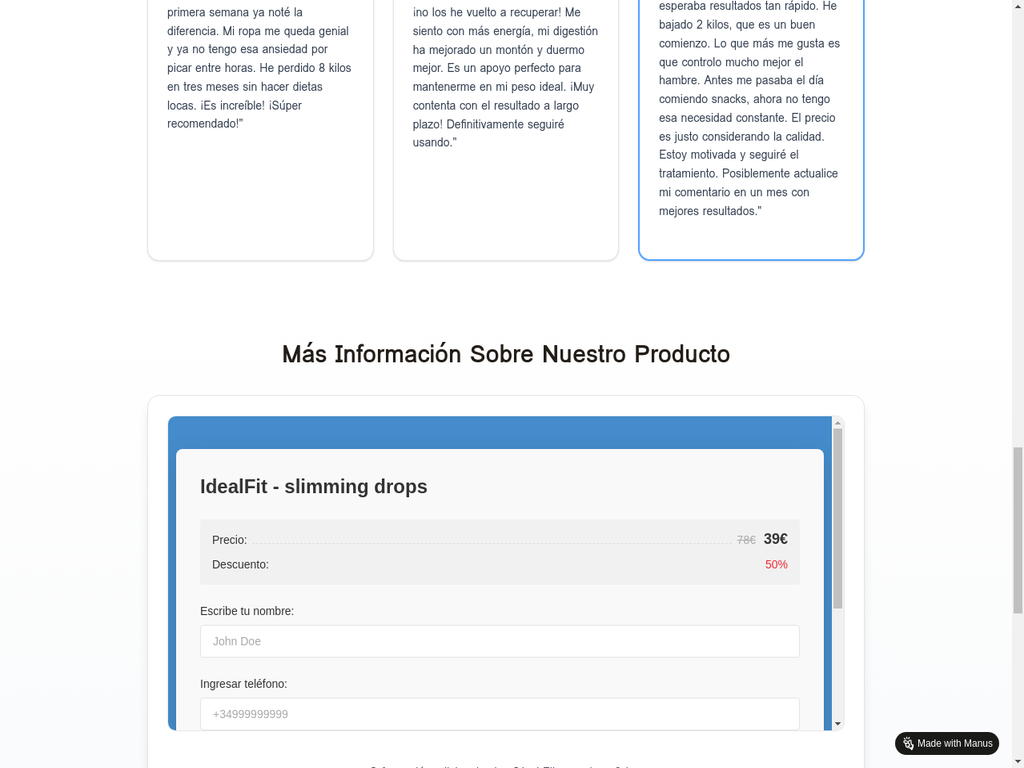 primera semana ya noté la
diferencia. Mi ropa me queda genial
y ya no tengo esa ansiedad por
picar entre horas. He perdido 8 kilos
en tres meses sin hacer dietas
locas. ¡Es increíble! ¡Súper
recomendado!"
¡no los he vuelto a recuperar! Me
siento con más energía, mi digestión
ha mejorado un montón y duermo
mejor. Es un apoyo perfecto para
mantenerme en mi peso ideal. ¡Muy
contenta con el resultado a largo
plazo! Definitivamente seguiré
usando."
esperaba resultados tan rápido. He
bajado 2 kilos, que es un buen
comienzo. Lo que más me gusta es
que controlo mucho mejor el
hambre. Antes me pasaba el día
comiendo snacks, ahora no tengo
esa necesidad constante. El precio
es justo considerando la calidad.
Estoy motivada y seguiré el
tratamiento. Posiblemente actualice
mi comentario en un mes con
mejores resultados."
Más Información Sobre Nuestro Producto
IdealFit - slimming drops
Precio: 78€ 39€
Descuento: 50%
Escribe tu nombre:
John Doe
Ingresar teléfono:
+34999999999
Made with Manus